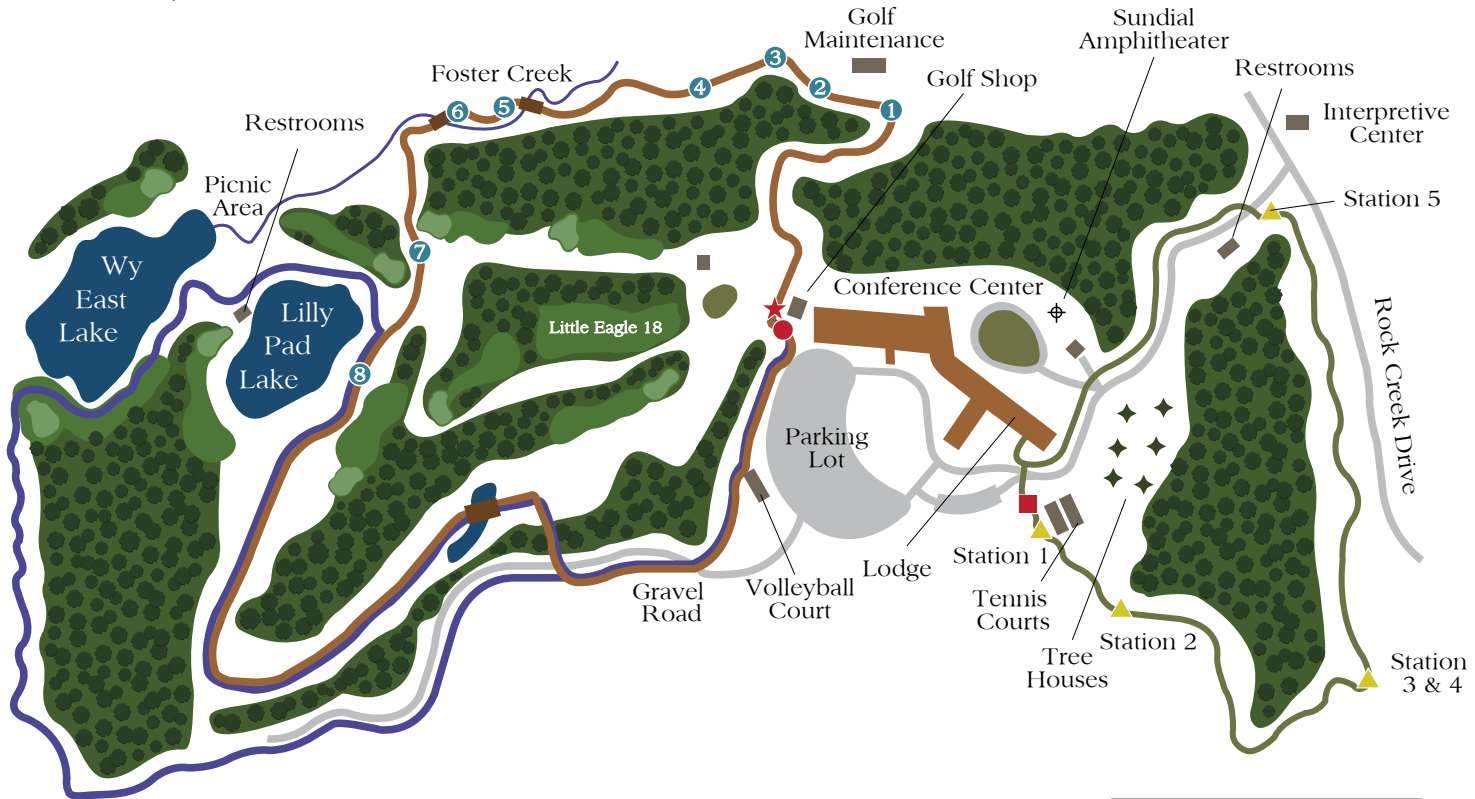 Golf
Maintenance
Sundial
Amphitheater
Golf Shop
Restrooms
Interpretive
Center
Foster Creek
Restrooms
Picnic
Area
Station 5
Wy
East
Lake
Lilly
Pad
Lake
Conference Center
Little Eagle 18
Rock Creek Drive
Parking
Lot
Lodge
Station 1
Volleyball
Court
Gravel
Road
Tennis
Courts
Station 2
Tree
Houses
Station
3 & 4
1
2
3
4
5
6
7
8